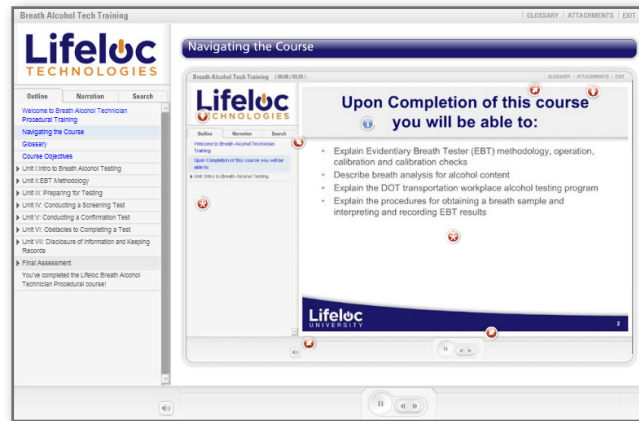 Breath Alcohol Tech Training
GLOSSARY | ATTACHMENTS | EXIT
Lifeloc
TECHNOLOGIES
Outline Narration Search
Welcome to Breath Alcohol Technician
Procedural Training
Navigating the Course
Glossary
Course Objectives
Unit I:Intro to Breath Alcohol Testing
Unit II:EBT Methodology
Unit III: Preparing for Testing
Unit IV: Conducting a Screening Test
Unit V: Conducting a Confirmation Test
Unit VI: Obstacles to Completing a Test
Unit VII: Disclosure of Information and Keeping
Records
Final Assessment
You've completed the Lifeloc Breath Alcohol
Technician Procedural course!
Navigating the Course
Breath Alcohol Tech Training
GLOSSARY | ATTACHMENTS | EXIT
Lifeloc
TECHNOLOGIES
Outline Narration Search
Welcome to Breath Alcohol Technician Procedural
Training
Upon Completion of this course you will be
able to:
Unit I:Intro to Breath Alcohol Testing
Upon Completion of this course
you will be able to:
• Explain Evidentiary Breath Tester (EBT) methodology, operation,
calibration and calibration checks
• Describe breath analysis for alcohol content
• Explain the DOT transportation workplace alcohol testing program
• Explain the procedures for obtaining a breath sample and
interpreting and recording EBT results
Lifeloc
UNIVERSITY
2